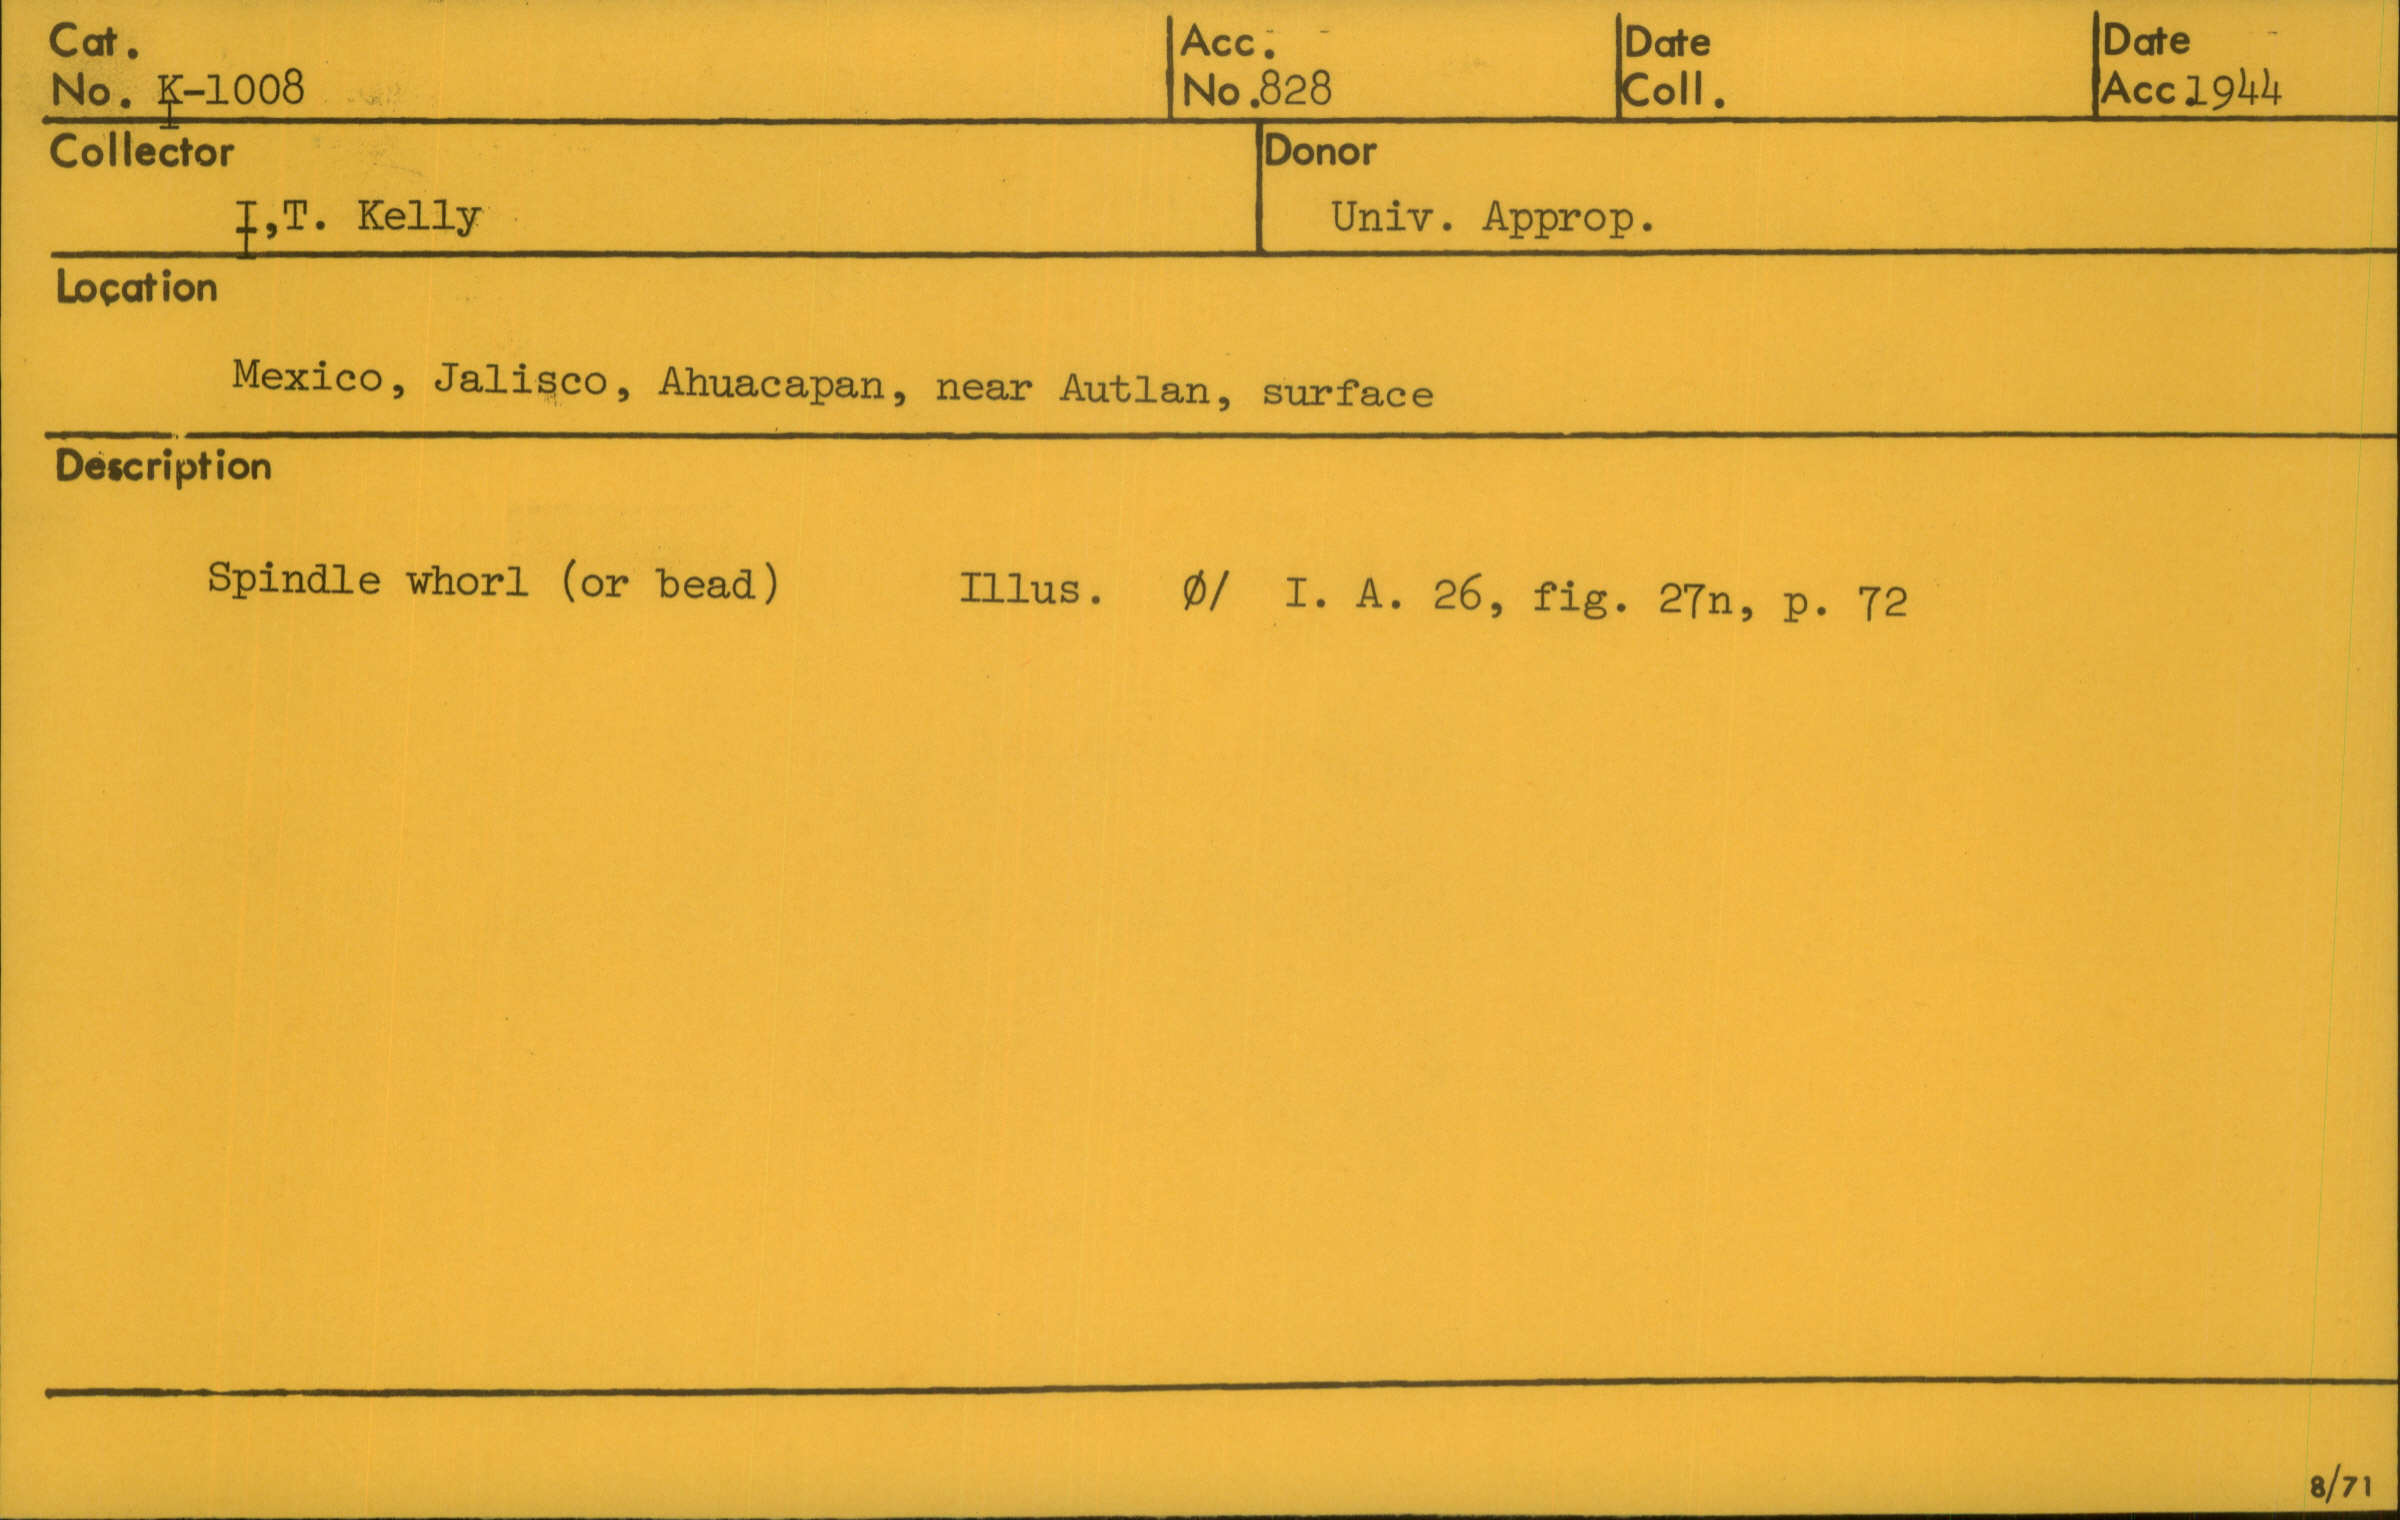 Cat.
No. K-1008
Acc.
No. 828
Date
Coll.
Date
Acc 1944
Collector
I,T. Kelly
Donor
Univ. Approp.
Location
Mexico, Jalisco, Ahuacapan, near Autlan, surface
Description
Spindle whorl (or bead) Illus. Ø/ I. A. 26, fig. 27n, p. 72
8/71